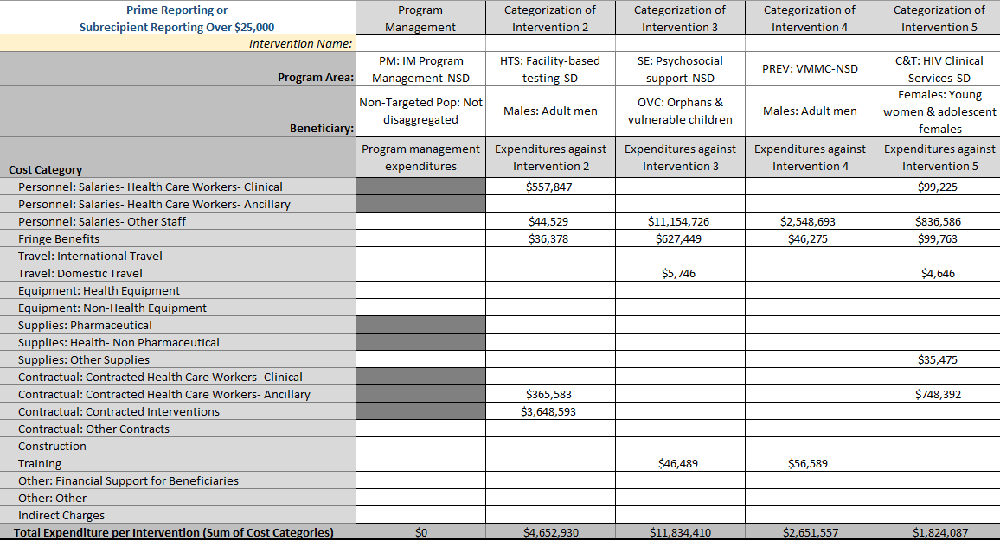 Prime Reporting or
Subrecipient Reporting Over $25,000
Program
Management
Categorization of
Intervention 2
Categorization of
Intervention 3
Categorization of
Intervention 4
Categorization of
Intervention 5
Intervention Name:
Program Area:
PM: IM Program
Management-NSD
HTS: Facility-based
testing-SD
SE: Psychosocial
support-NSD
PREV: VMMC-NSD
C&T: HIV Clinical
Services-SD
Beneficiary:
Non-Targeted Pop: Not
disaggregated
Males: Adult men
OVC: Orphans &
vulnerable children
Males: Adult men
Females: Young
women & adolescent
females
Cost Category
Program management
expenditures
Expenditures against
Intervention 2
Expenditures against
Intervention 3
Expenditures against
Intervention 4
Expenditures against
Intervention 5
Personnel: Salaries- Health Care Workers- Clinical $557,847 $99,225
Personnel: Salaries- Health Care Workers- Ancillary
Personnel: Salaries- Other Staff $44,529 $11,154,726 $2,548,693 $836,586
Fringe Benefits $36,378 $627,449 $46,275 $99,763
Travel: International Travel
Travel: Domestic Travel $5,746 $4,646
Equipment: Health Equipment
Equipment: Non-Health Equipment
Supplies: Pharmaceutical
Supplies: Health- Non Pharmaceutical
Supplies: Other Supplies $35,475
Contractual: Contracted Health Care Workers- Clinical
Contractual: Contracted Health Care Workers- Ancillary $365,583 $748,392
Contractual: Contracted Interventions $3,648,593
Contractual: Other Contracts
Construction
Training $46,489 $56,589
Other: Financial Support for Beneficiaries
Other: Other
Indirect Charges
Total Expenditure per Intervention (Sum of Cost Categories) $0 $4,652,930 $11,834,410 $2,651,557 $1,824,087